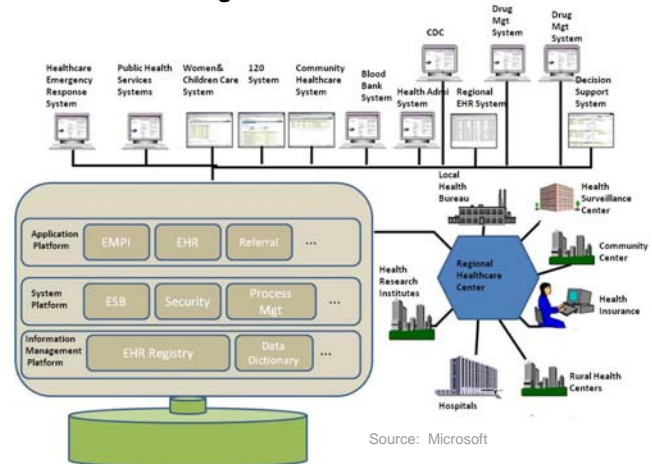 CDC
Drug
Mgt
System
Drug
Mgt
System
Healthcare
Emergency
Response
System
Public Health
Services
Systems
Women&
Children Care
System
120
System
Community
Healthcare
System
Blood
Bank
System
Health Admi
System
Regional
EHR System
Decision
Support
System
Application
Platform
EMPI
EHR
Referral
...
System
Platform
ESB
Security
Process
Mgt
...
Information
Management
Platform
EHR Registry
Data
Dictionary
...
Local
Health
Bureau
Health
Surveillance
Center
Community
Center
Regional
Healthcare
Center
Health
Research
Institutes
Health
Insurance
Rural Health
Centers
Hospitals
Source: Microsoft